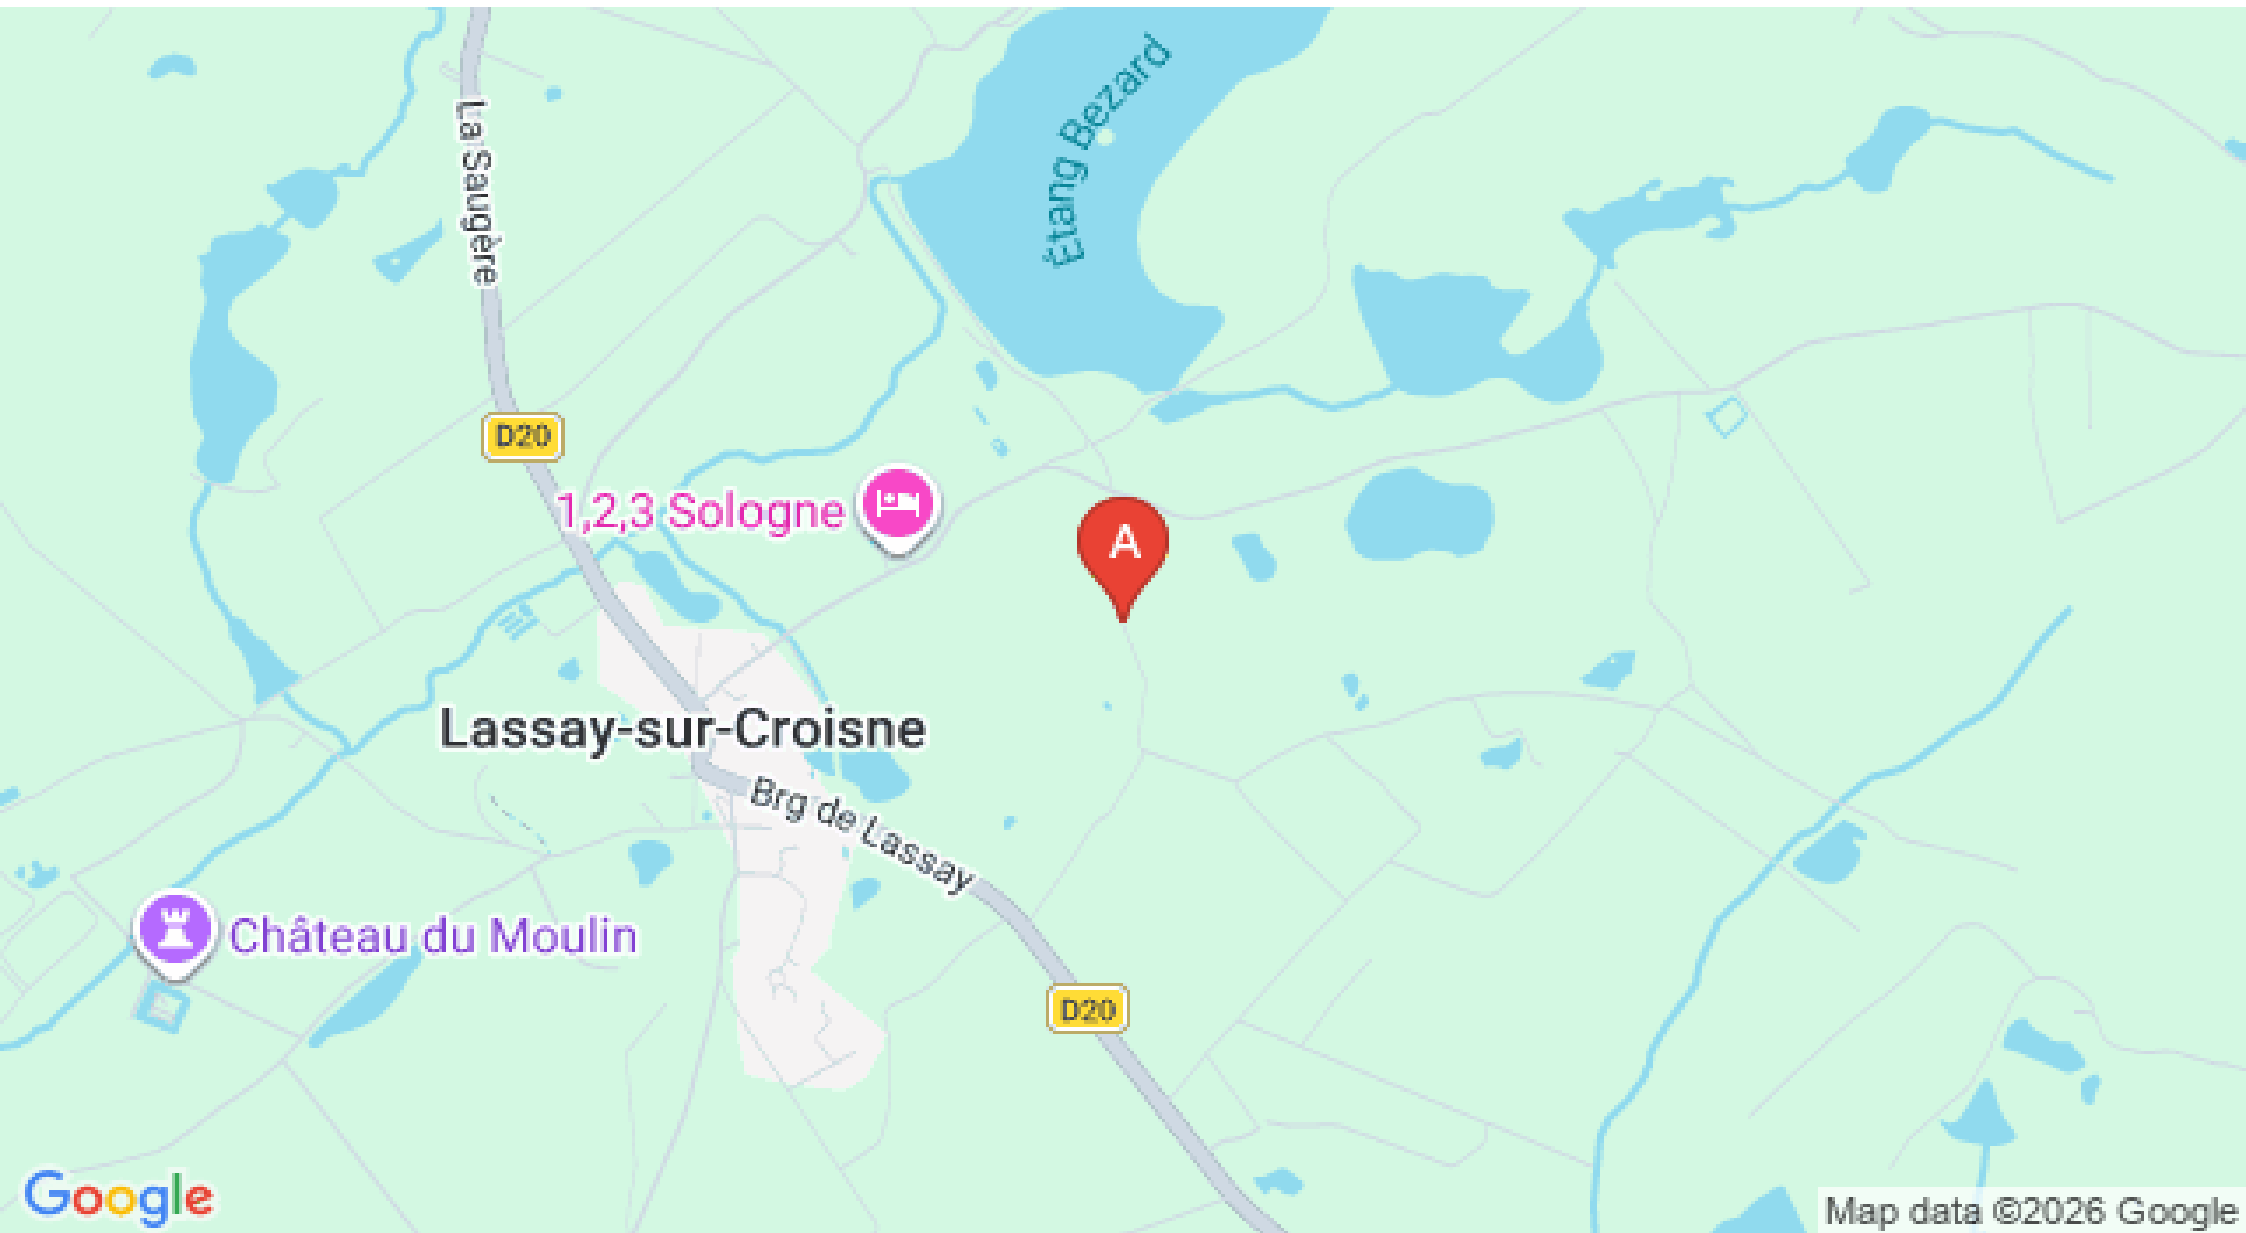 Étang Bezard
La Saugère
D20
1,2,3 Sologne
A
Lassay-sur-Croisne
Brg de Lassay
Château du Moulin
D20
Google
Map data ©2026 Google